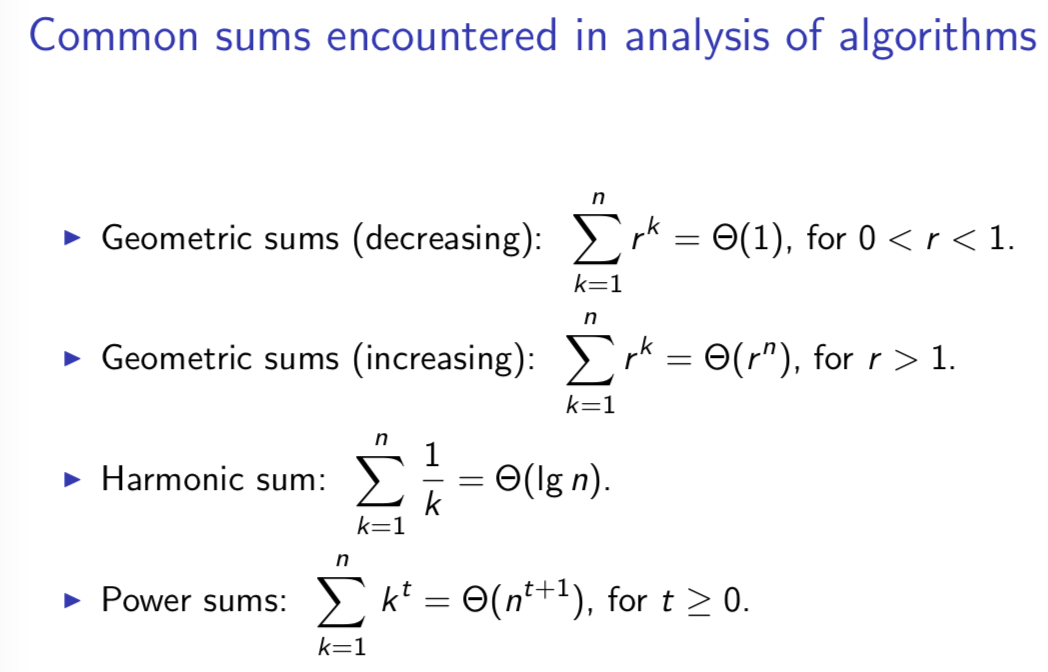 Common sums encountered in analysis of algorithms
▶ Geometric sums (decreasing): $\sum_{k=1}^{n} r^k = \Theta(1)$, for $0 < r < 1$.
▶ Geometric sums (increasing): $\sum_{k=1}^{n} r^k = \Theta(r^n)$, for $r > 1$.
▶ Harmonic sum: $\sum_{k=1}^{n} \frac{1}{k} = \Theta(\lg n)$.
▶ Power sums: $\sum_{k=1}^{n} k^t = \Theta(n^{t+1})$, for $t \geq 0$.